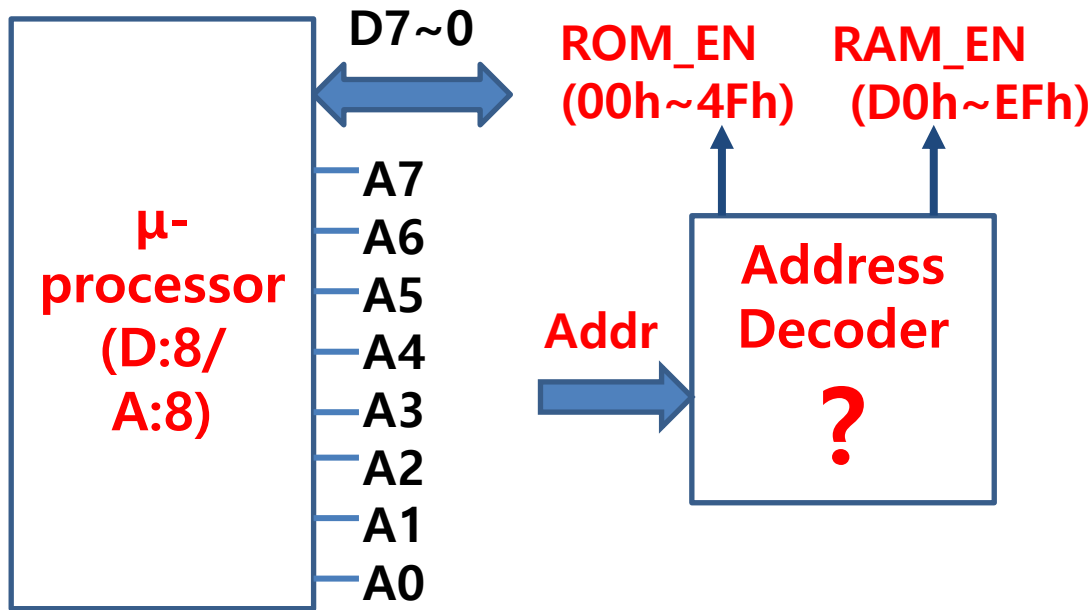 D7~0
A7
A6
A5
A4
A3
A2
A1
A0
μ-
processor
(D:8/
A:8)
ROM_EN
(00h~4Fh)
RAM_EN
(D0h~EFh)
Addr
Address
Decoder
?